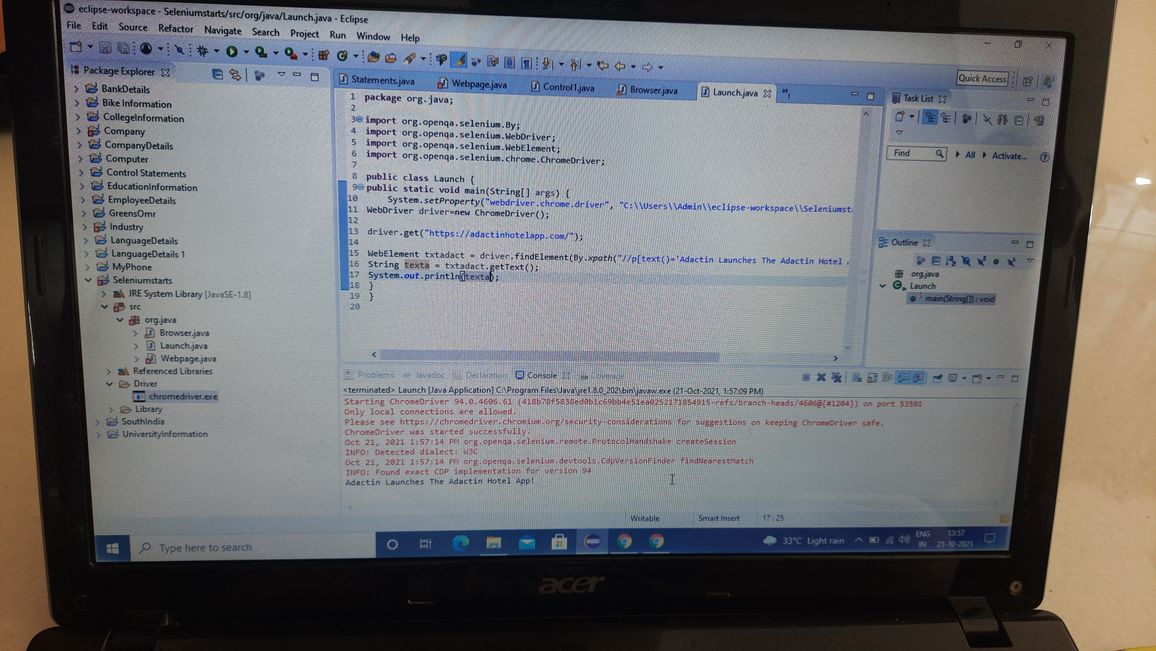 eclipse-workspace - Seleniumstarts/src/org/java/Launch.java - Eclipse
File Edit Source Refactor Navigate Search Project Run Window Help
Quick Access
Package Explorer
BankDetails
Bike Information
CollegeInformation
Company
CompanyDetails
Computer
Control Statements
EducationInformation
EmployeeDetails
GreensOmr
Industry
LanguageDetails
LanguageDetails 1
MyPhone
Seleniumstarts
JRE System Library [JavaSE-1.8]
src
org.java
Browser.java
Launch.java
Webpage.java
Referenced Libraries
Driver
chromedriver.exe
Library
SouthIndia
UniversityInformation
Statements.java Webpage.java Control1.java Browser.java Launch.java
1 package org.java;
2
3 import org.openqa.selenium.By;
4 import org.openqa.selenium.WebDriver;
5 import org.openqa.selenium.WebElement;
6 import org.openqa.selenium.chrome.ChromeDriver;
7
8 public class Launch {
9 public static void main(String[] args) {
10 System.setProperty("webdriver.chrome.driver", "C:\\Users\\Admin\\eclipse-workspace\\Seleniumst
11 WebDriver driver=new ChromeDriver();
12
13 driver.get("https://adactinhotelapp.com/");
14
15 WebElement txtadact = driver.findElement(By.xpath("//p[text()='Adactin Launches The Adactin Hotel
16 String texta = txtadact.getText();
17 System.out.println(texta);
18 }
19 }
20
Task List
Find All Activate...
Outline
org.java
Launch
main(String[]) : void
Problems Javadoc Declaration Console Coverage
<terminated> Launch [Java Application] C:\Program Files\Java\jre1.8.0_202\bin\javaw.exe (21-Oct-2021, 1:57:09 PM)
Starting ChromeDriver 94.0.4606.61 (418b78f5838ed0b1c69bb4e51ea0252171854915-refs/branch-heads/4606@{#1204}) on port 53591
Only local connections are allowed.
Please see https://chromedriver.chromium.org/security-considerations for suggestions on keeping ChromeDriver safe.
ChromeDriver was started successfully.
Oct 21, 2021 1:57:14 PM org.openqa.selenium.remote.ProtocolHandshake createSession
INFO: Detected dialect: W3C
Oct 21, 2021 1:57:14 PM org.openqa.selenium.devtools.CdpVersionFinder findNearestMatch
INFO: Found exact CDP implementation for version 94
Adactin Launches The Adactin Hotel App!
Writable Smart Insert 17 : 25
Type here to search
33°C Light rain
ENG
IN
13:57
21-10-2021
acer